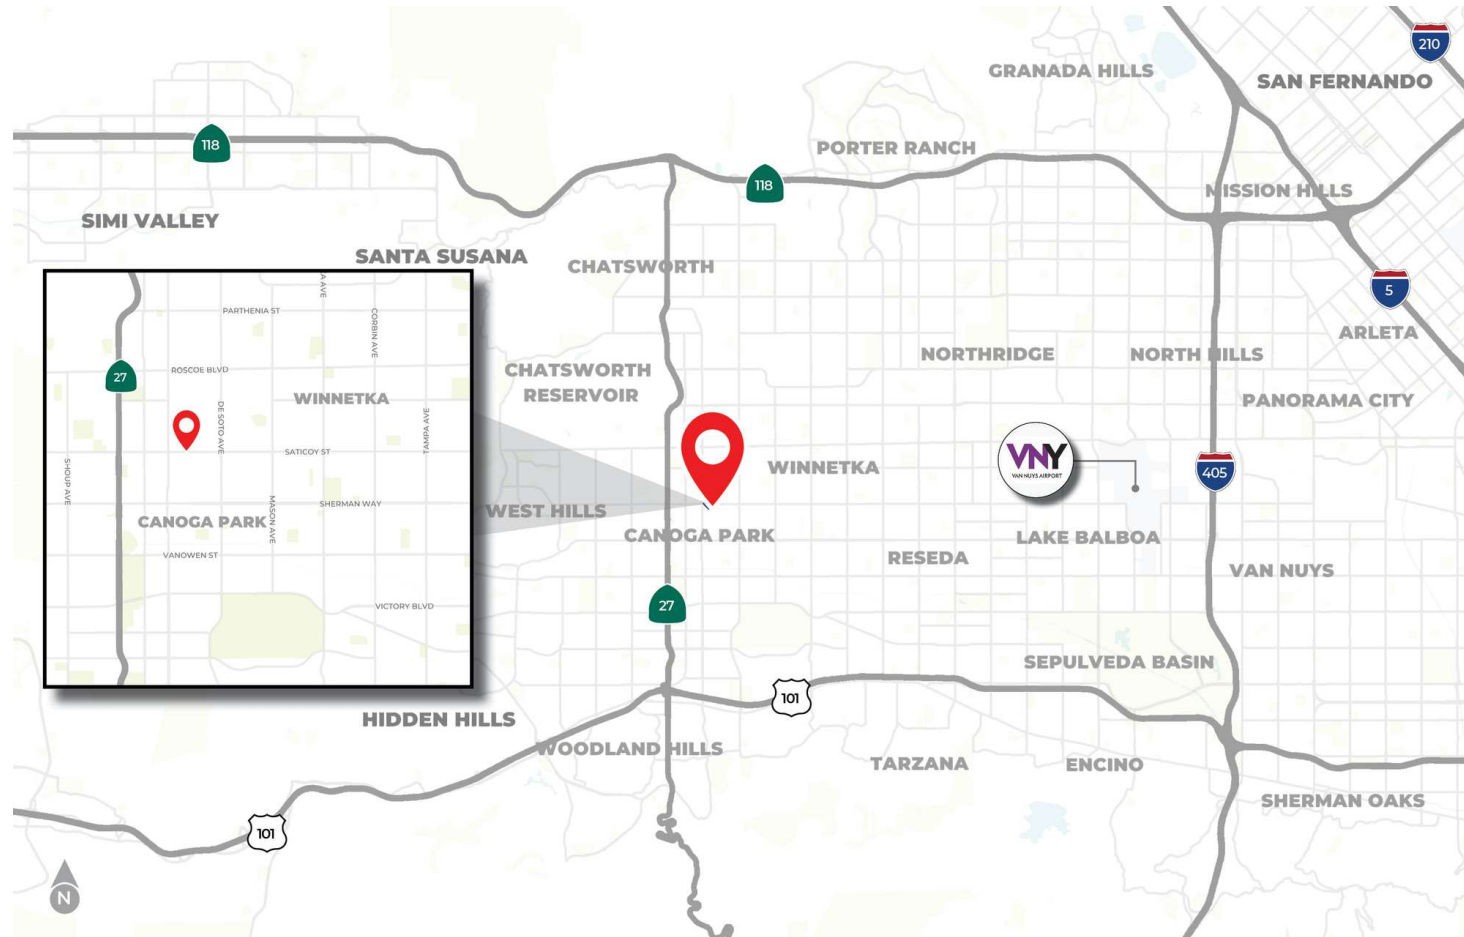 210
GRANADA HILLS
SAN FERNANDO
118
PORTER RANCH
118
MISSION HILLS
SIMI VALLEY
SANTA SUSANA
CHATSWORTH
5
ARLETA
NORTHRIDGE
NORTH HILLS
CHATSWORTH
RESERVOIR
PANORAMA CITY
VNY
VAN NUYS AIRPORT
WINNETKA
405
WEST HILLS
CANOGA PARK
LAKE BALBOA
RESEDA
VAN NUYS
27
SEPULVEDA BASIN
101
HIDDEN HILLS
WOODLAND HILLS
TARZANA
ENCINO
SHERMAN OAKS
101
N
A AVE
PARTHENIA ST
CORBIN AVE
ROSCOE BLVD
27
WINNETKA
DE SOTO AVE
TAMPA AVE
SATICOY ST
SHOUP AVE
SHERMAN WAY
MASON AVE
CANOGA PARK
VANOWEN ST
VICTORY BLVD